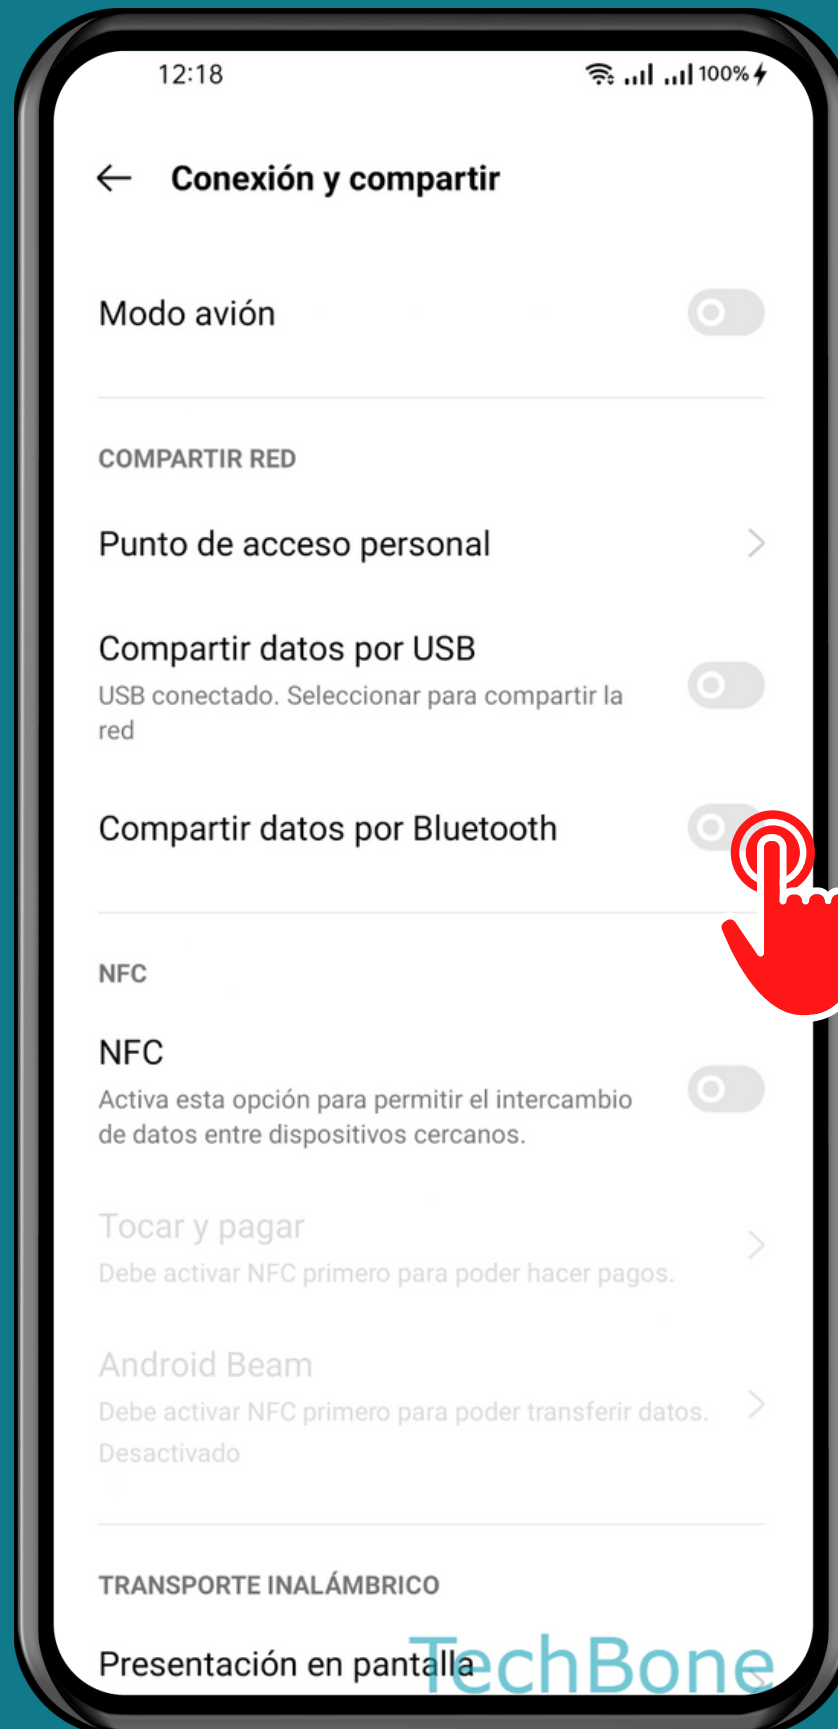 12:18
100%
Conexión y compartir
Modo avión
COMPARTIR RED
Punto de acceso personal
Compartir datos por USB
USB conectado. Seleccionar para compartir la
red
Compartir datos por Bluetooth
NFC
NFC
Activa esta opción para permitir el intercambio
de datos entre dispositivos cercanos.
Tocar y pagar
Debe activar NFC primero para poder hacer pagos.
Android Beam
Debe activar NFC primero para poder transferir datos.
Desactivado
TRANSPORTE INALÁMBRICO
Presentación en pantalla
TechBone